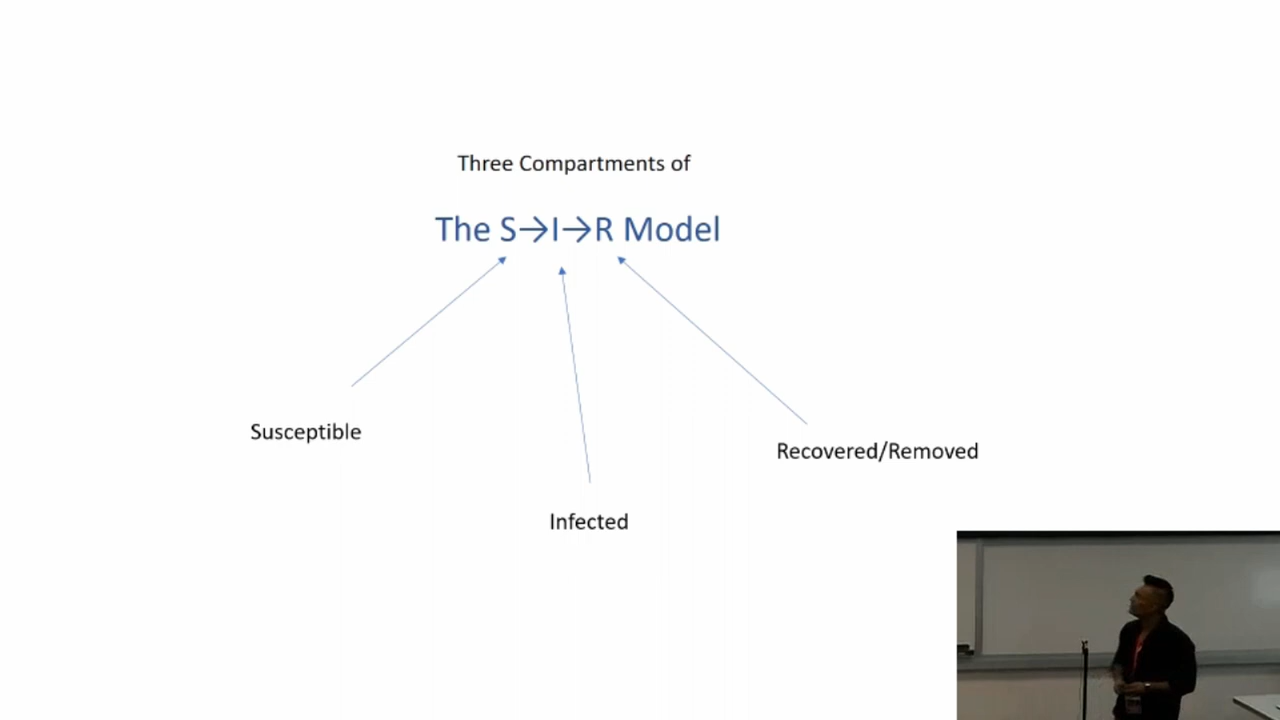 Three Compartments of
The S→I→R Model
Susceptible
Recovered/Removed
Infected